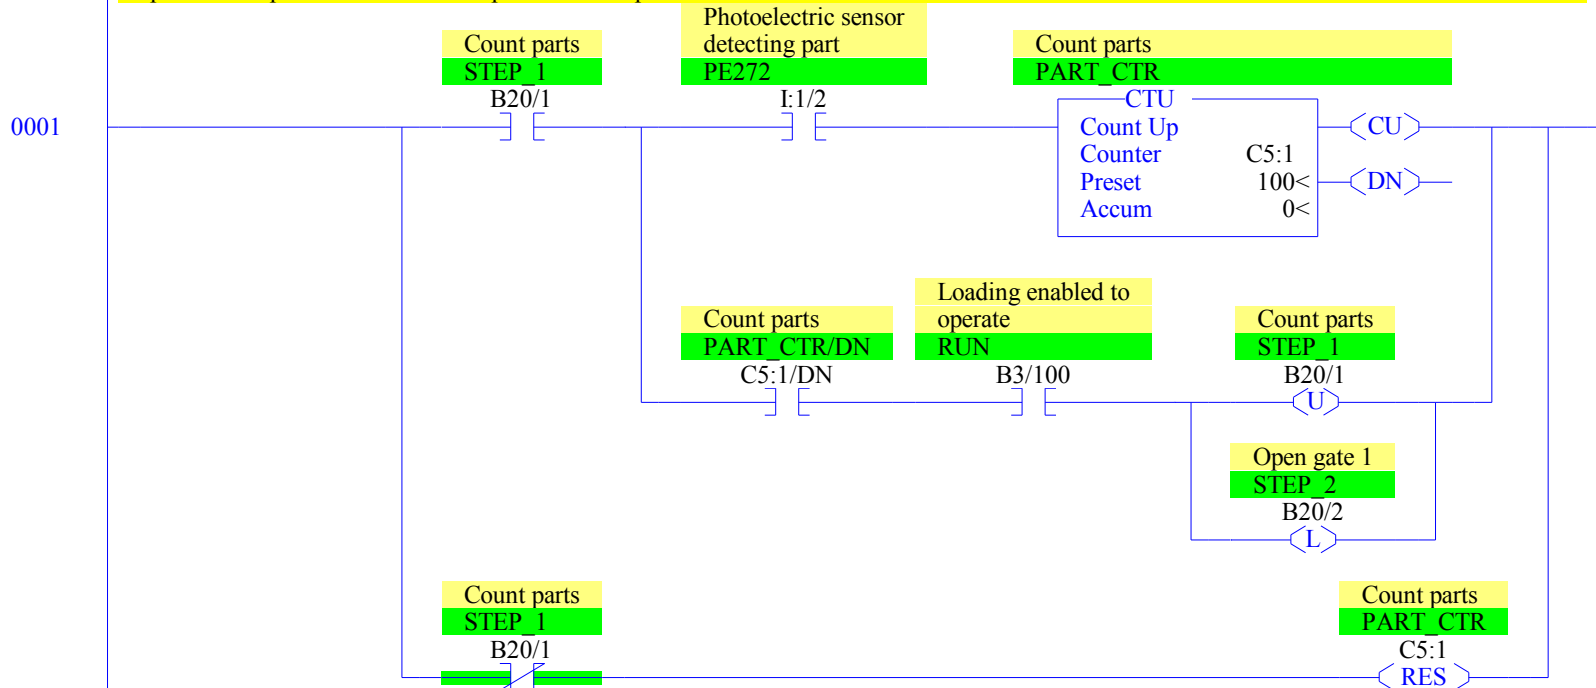 Photoelectric sensor
Count parts
detecting part
Count parts
STEP_1
PE272
PART_CTR
B20/1
I:1/2
CTU
0001
Count Up
CU
Counter C5:1
Preset 100<
DN
Accum 0<
Loading enabled to
Count parts
operate
Count parts
PART_CTR/DN
RUN
STEP_1
C5:1/DN
B3/100
B20/1
U
Open gate 1
STEP_2
B20/2
L
Count parts
Count parts
STEP_1
PART_CTR
B20/1
C5:1
RES